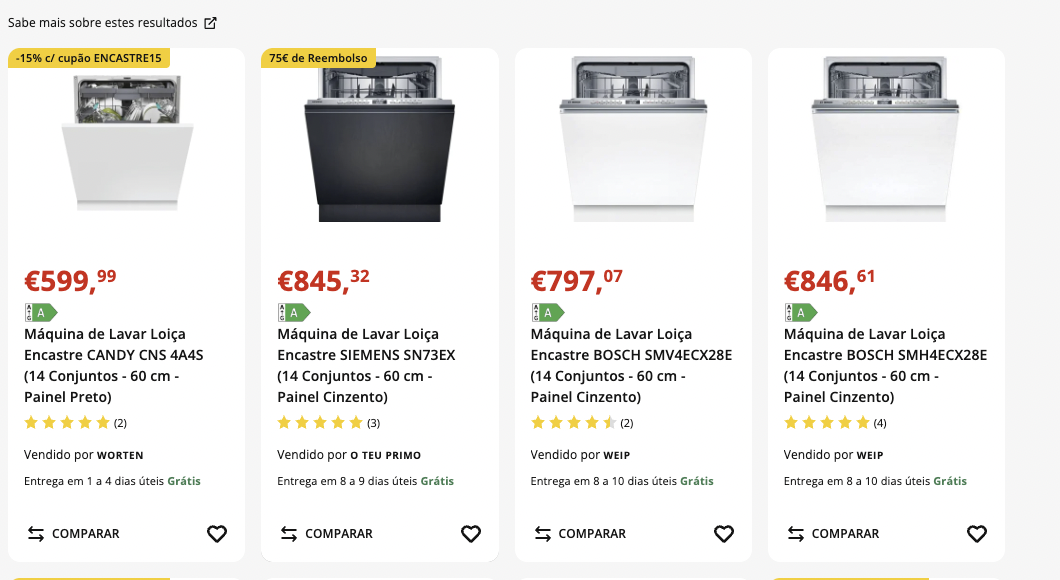 Sabe mais sobre estes resultados
-15% c/ cupão ENCASTRE15
€599,99
A
Máquina de Lavar Loiça
Encastre CANDY CNS 4A4S
(14 Conjuntos - 60 cm -
Painel Preto)
(2)
Vendido por WORTEN
Entrega em 1 a 4 dias úteis Grátis
COMPARAR
75€ de Reembolso
€845,32
A
Máquina de Lavar Loiça
Encastre SIEMENS SN73EX
(14 Conjuntos - 60 cm -
Painel Cinzento)
(3)
Vendido por O TEU PRIMO
Entrega em 8 a 9 dias úteis Grátis
COMPARAR
€797,07
A
Máquina de Lavar Loiça
Encastre BOSCH SMV4ECX28E
(14 Conjuntos - 60 cm -
Painel Cinzento)
(2)
Vendido por WEIP
Entrega em 8 a 10 dias úteis Grátis
COMPARAR
€846,61
A
Máquina de Lavar Loiça
Encastre BOSCH SMH4ECX28E
(14 Conjuntos - 60 cm -
Painel Cinzento)
(4)
Vendido por WEIP
Entrega em 8 a 10 dias úteis Grátis
COMPARAR